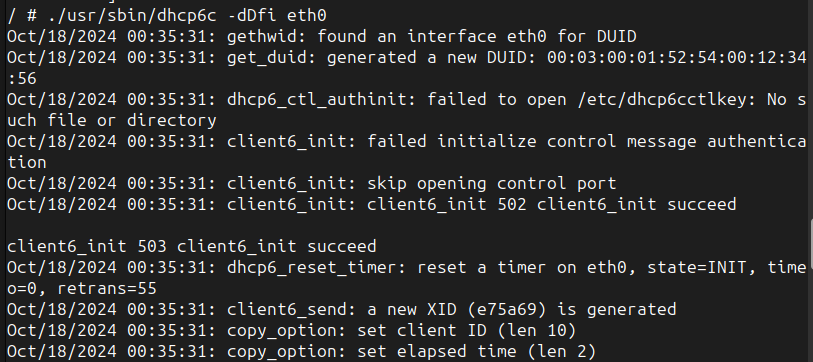 / # ./usr/sbin/dhcp6c -dDfi eth0
Oct/18/2024 00:35:31: gethwid: found an interface eth0 for DUID
Oct/18/2024 00:35:31: get_duid: generated a new DUID: 00:03:00:01:52:54:00:12:34
:56
Oct/18/2024 00:35:31: dhcp6_ctl_authinit: failed to open /etc/dhcp6cctlkey: No s
uch file or directory
Oct/18/2024 00:35:31: client6_init: failed initialize control message authentica
tion
Oct/18/2024 00:35:31: client6_init: skip opening control port
Oct/18/2024 00:35:31: client6_init: client6_init 502 client6_init succeed
client6_init 503 client6_init succeed
Oct/18/2024 00:35:31: dhcp6_reset_timer: reset a timer on eth0, state=INIT, time
o=0, retrans=55
Oct/18/2024 00:35:31: client6_send: a new XID (e75a69) is generated
Oct/18/2024 00:35:31: copy_option: set client ID (len 10)
Oct/18/2024 00:35:31: copy_option: set elapsed time (len 2)